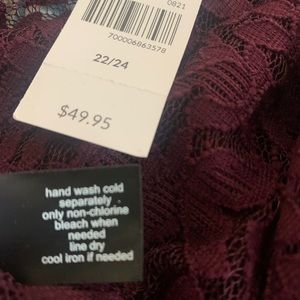 0821
700006863578
22/24
$49.95
hand wash cold
separately
only non-chlorine
bleach when
needed
line dry
cool iron if needed